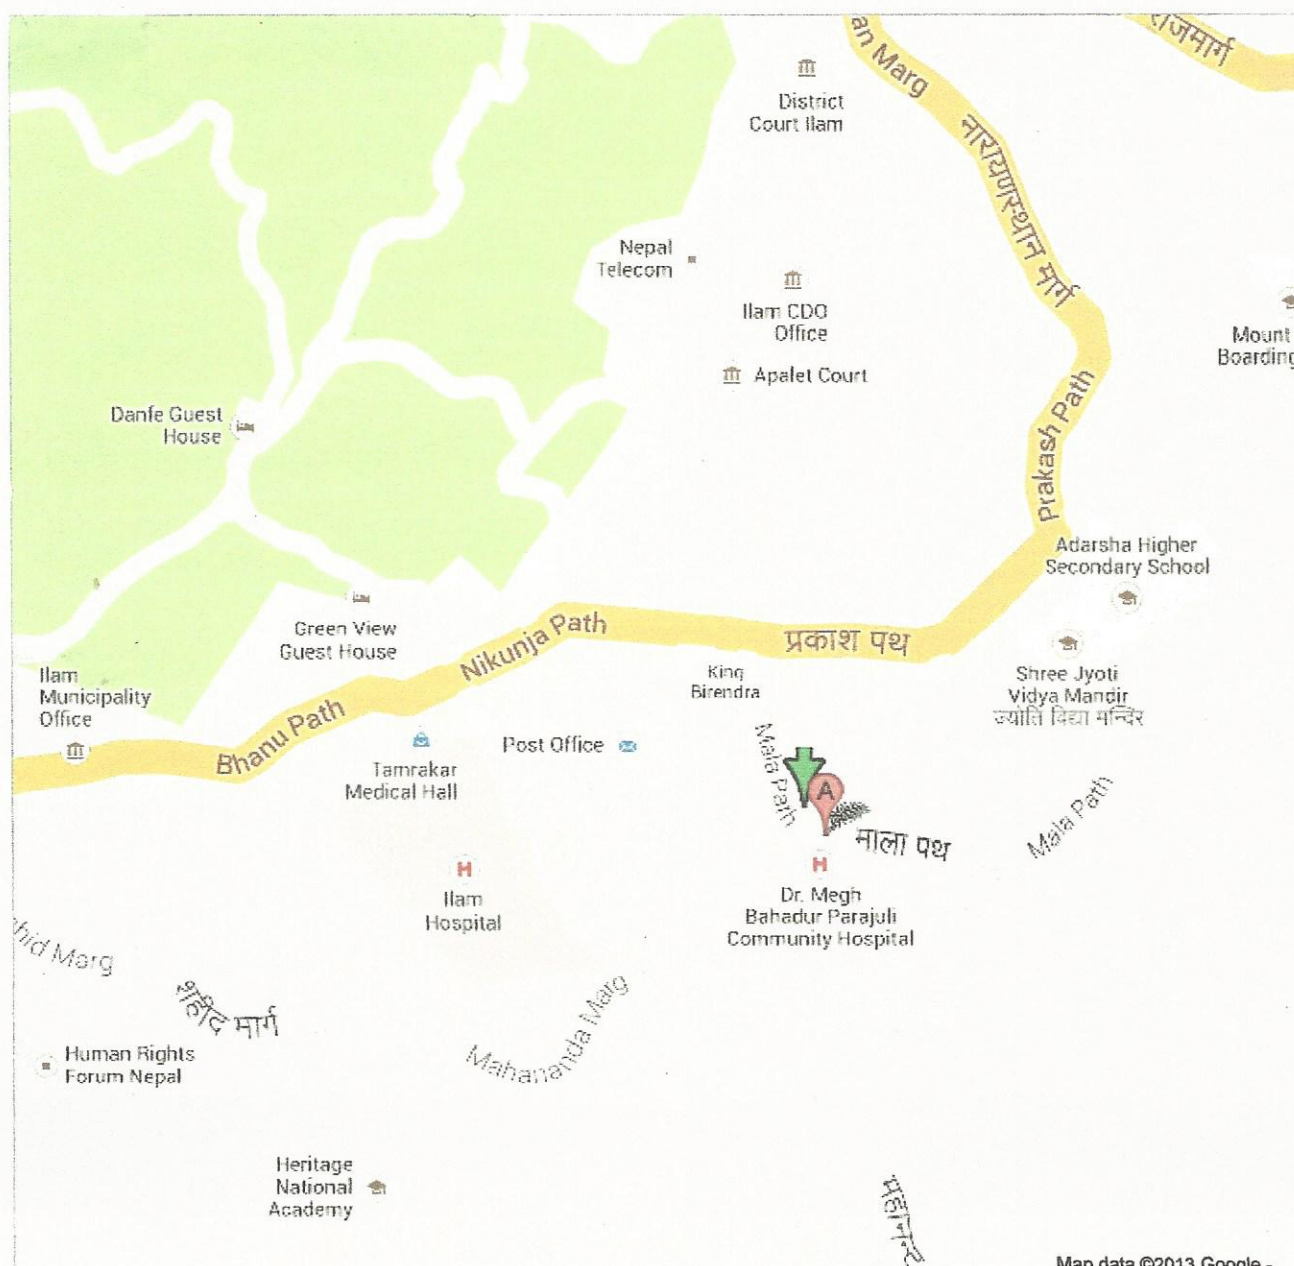 राजमार्ग
an Marg
District
Court Ilam
नारायणस्थान मार्ग
Nepal
Telecom
Ilam CDO
Office
Mount
Boarding
Apalet Court
Prakash Path
Danfe Guest
House
Adarsha Higher
Secondary School
Green View
Guest House
Nikunja Path
प्रकाश पथ
Ilam
Municipality
Office
King
Birendra
Shree Jyoti
Vidya Mandir
ज्योति विद्या मन्दिर
Bhanu Path
Post Office
Mala Path
Tamrakar
Medical Hall
A
माला पथ
Mala Path
H
Ilam
Hospital
H
Dr. Megh
Bahadur Parajuli
Community Hospital
hid Marg
शहीद मार्ग
Mahananda Marg
Human Rights
Forum Nepal
Heritage
National
Academy
महानन्द
Map data ©2013 Google -